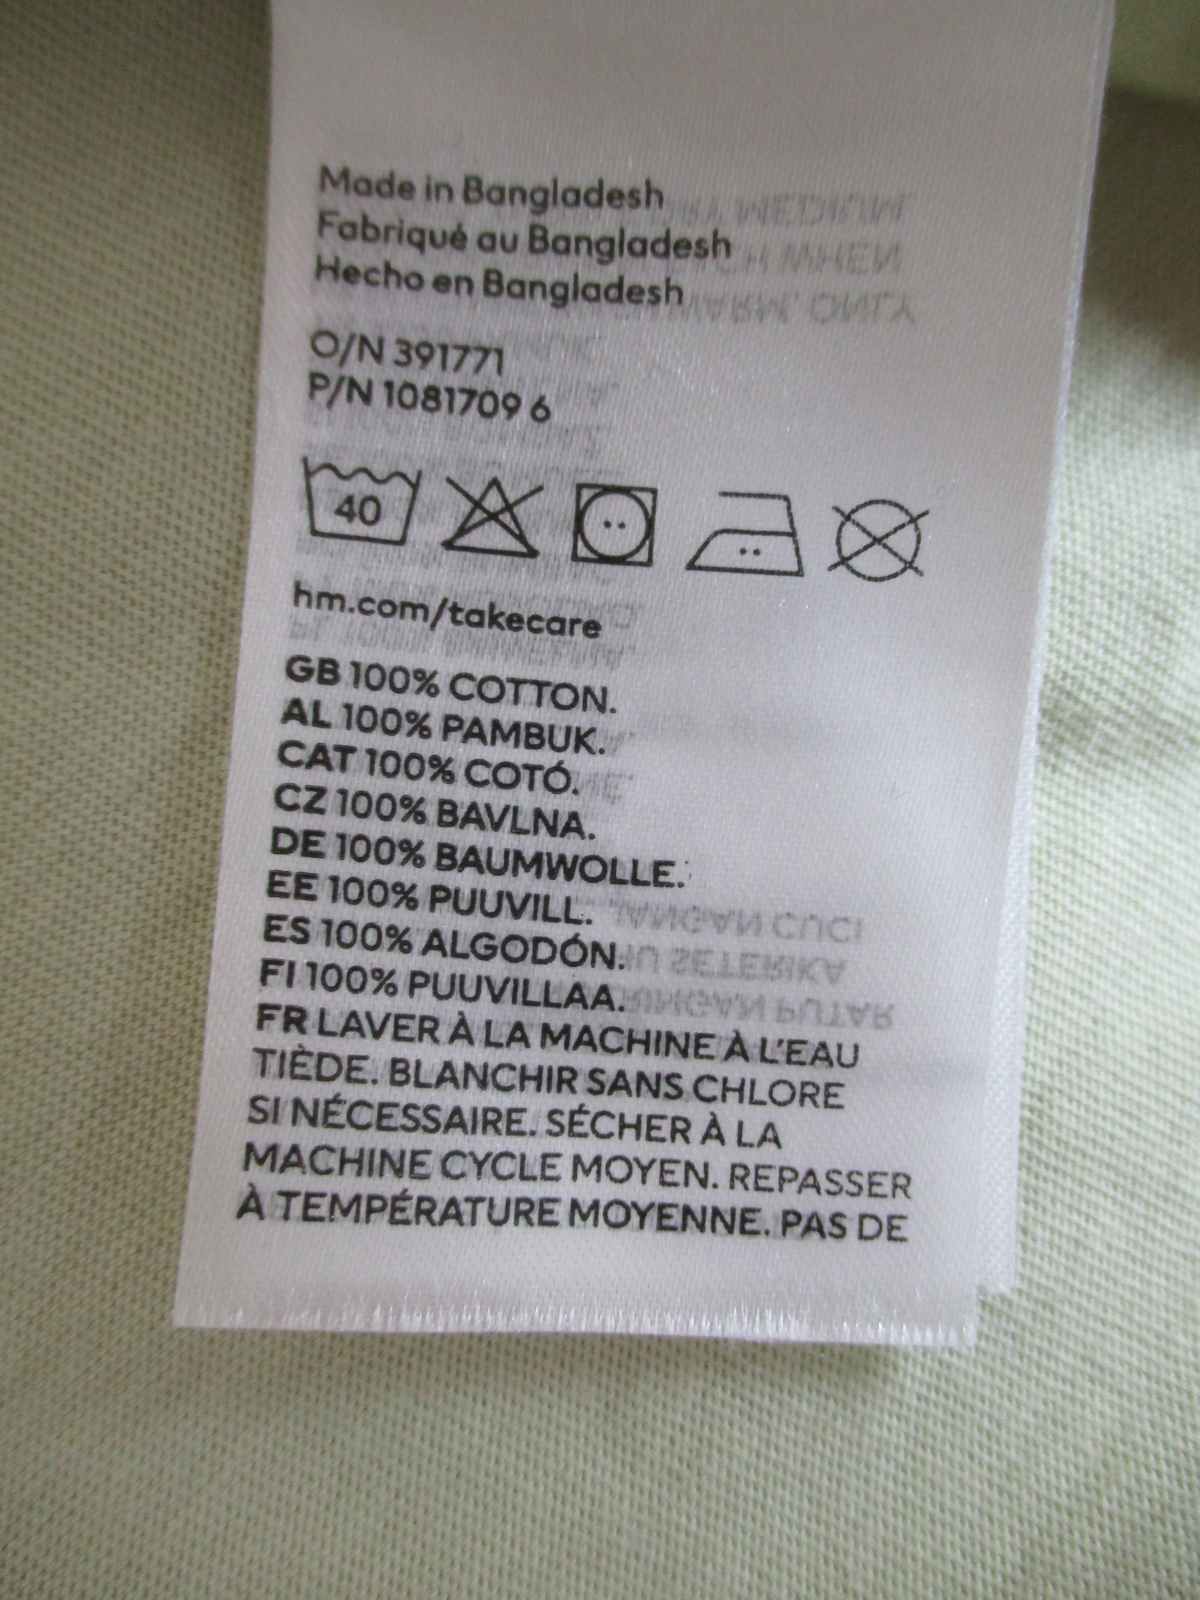 Made in Bangladesh
Fabriqué au Bangladesh
Hecho en Bangladesh
O/N 391771
P/N 1081709 6
40
hm.com/takecare
GB 100% COTTON.
AL 100% PAMBUK.
CAT 100% COTÓ.
CZ 100% BAVLNA.
DE 100% BAUMWOLLE.
EE 100% PUUVILL.
ES 100% ALGODÓN.
FI 100% PUUVILLAA.
FR LAVER À LA MACHINE À L'EAU
TIÈDE. BLANCHIR SANS CHLORE
SI NÉCESSAIRE. SÉCHER À LA
MACHINE CYCLE MOYEN. REPASSER
À TEMPÉRATURE MOYENNE. PAS DE